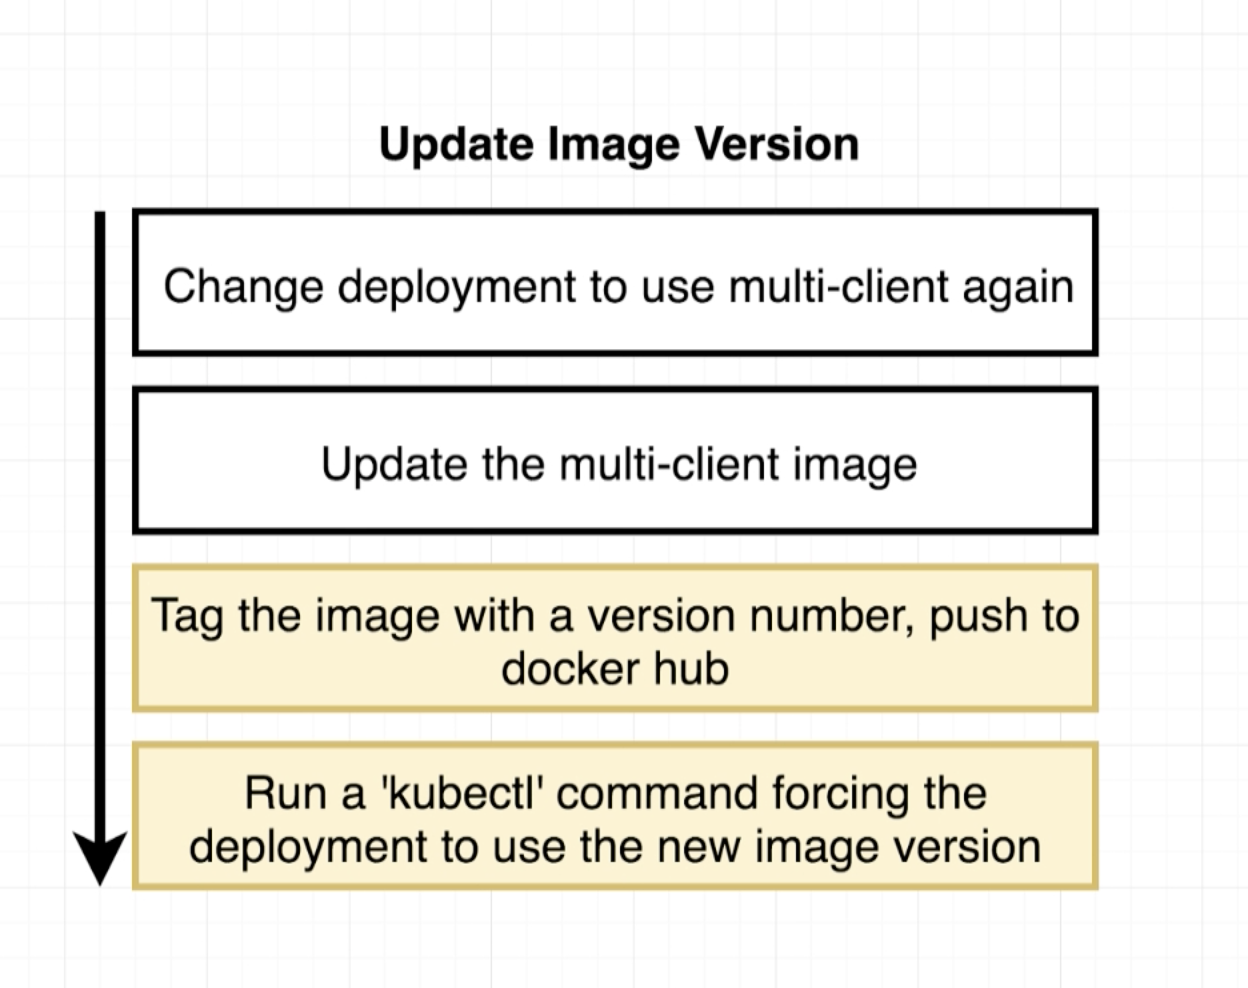 Update Image Version
Change deployment to use multi-client again
Update the multi-client image
Tag the image with a version number, push to
docker hub
Run a 'kubectl' command forcing the
deployment to use the new image version